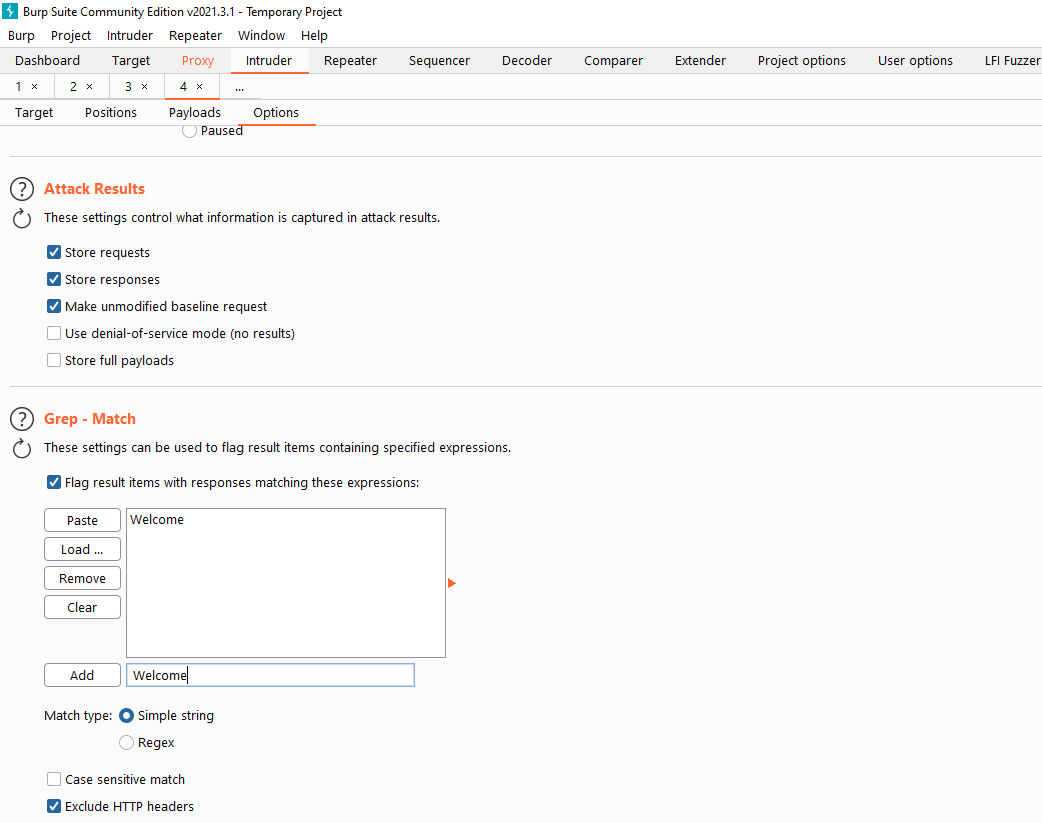 Burp Suite Community Edition v2021.3.1 - Temporary Project
Burp Project Intruder Repeater Window Help
Dashboard Target Proxy Intruder Repeater Sequencer Decoder Comparer Extender Project options User options LFI Fuzzer
1 × 2 × 3 × 4 × ...
Target Positions Payloads Options
Paused
? Attack Results
These settings control what information is captured in attack results.
Store requests
Store responses
Make unmodified baseline request
Use denial-of-service mode (no results)
Store full payloads
? Grep - Match
These settings can be used to flag result items containing specified expressions.
Flag result items with responses matching these expressions:
Paste Welcome
Load ...
Remove
Clear
Add Welcome
Match type: Simple string
Regex
Case sensitive match
Exclude HTTP headers